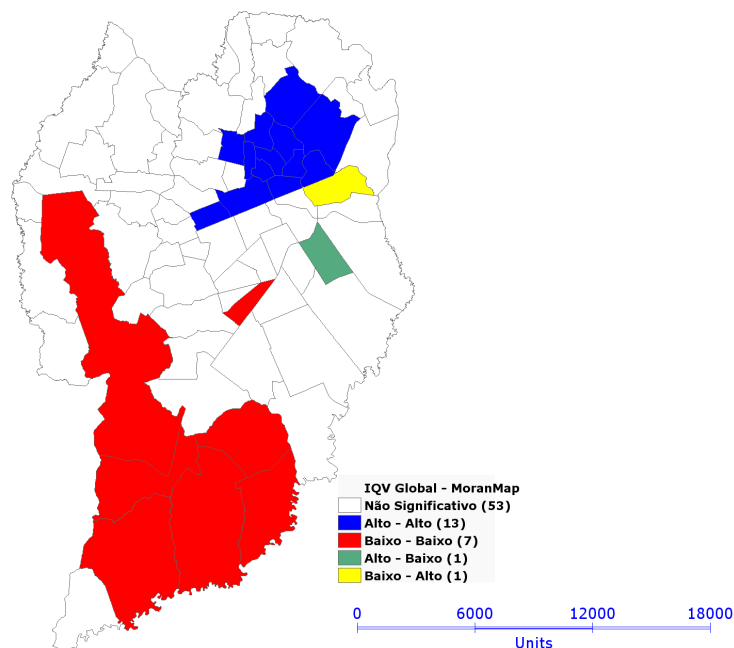 IQV Global - MoranMap
Não Significativo (53)
Alto - Alto (13)
Baixo - Baixo (7)
Alto - Baixo (1)
Baixo - Alto (1)
0 6000 12000 18000
Units